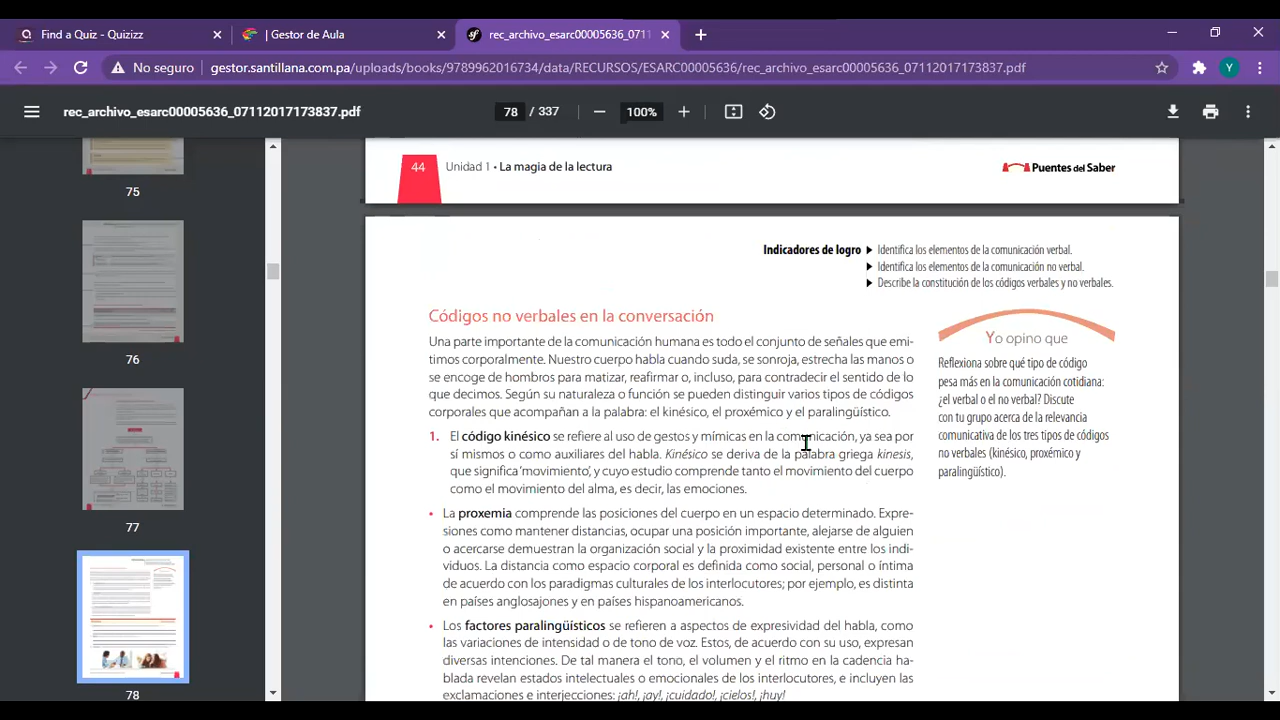 Find a Quiz - Quizizz
| Gestor de Aula
rec_archivo_esarc00005636_0711
No seguro
gestor.santillana.com.pa/uploads/books/9789962016734/data/RECURSOS/ESARC00005636/rec_archivo_esarc00005636_07112017173837.pdf
Y
rec_archivo_esarc00005636_07112017173837.pdf
78 / 337
100%
75
76
77
78
44
Unidad 1 • La magia de la lectura
Puentes del Saber
Indicadores de logro
Identifica los elementos de la comunicación verbal.
Identifica los elementos de la comunicación no verbal.
Describe la constitución de los códigos verbales y no verbales.
Códigos no verbales en la conversación
Una parte importante de la comunicación humana es todo el conjunto de señales que emi-
timos corporalmente. Nuestro cuerpo habla cuando suda, se sonroja, estrecha las manos o
se encoge de hombros para matizar, reafirmar o, incluso, para contradecir el sentido de lo
que decimos. Según su naturaleza o función se pueden distinguir varios tipos de códigos
corporales que acompañan a la palabra: el kinésico, el proxémico y el paralingüístico.
1. El código kinésico se refiere al uso de gestos y mímicas en la comunicación, ya sea por
sí mismos o como auxiliares del habla. Kinésico se deriva de la palabra griega kinesis,
que significa 'movimiento', y cuyo estudio comprende tanto el movimiento del cuerpo
como el movimiento del alma, es decir, las emociones.
• La proxemia comprende las posiciones del cuerpo en un espacio determinado. Expre-
siones como mantener distancias, ocupar una posición importante, alejarse de alguien
o acercarse demuestran la organización social y la proximidad existente entre los indi-
viduos. La distancia como espacio corporal es definida como social, personal o íntima
de acuerdo con los paradigmas culturales de los interlocutores; por ejemplo, es distinta
en países anglosajones y en países hispanoamericanos.
• Los factores paralingüísticos se refieren a aspectos de expresividad del habla, como
las variaciones de intensidad o de tono de voz. Estos, de acuerdo con su uso, expresan
diversas intenciones. De tal manera el tono, el volumen y el ritmo en la cadencia ha-
blada revelan estados intelectuales o emocionales de los interlocutores, e incluyen las
exclamaciones e interjecciones: ¡ah!, ¡ay!, ¡cuidado!, ¡cielos!, ¡huy!
Yo opino que
Reflexiona sobre qué tipo de código
pesa más en la comunicación cotidiana:
¿el verbal o el no verbal? Discute
con tu grupo acerca de la relevancia
comunicativa de los tres tipos de códigos
no verbales (kinésico, proxémico y
paralingüístico).